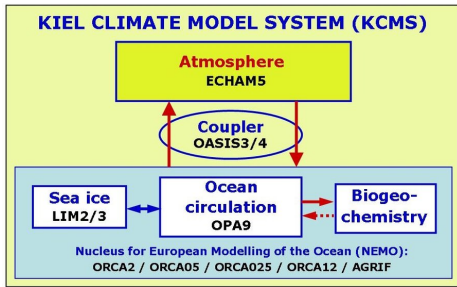 KIEL CLIMATE MODEL SYSTEM (KCMS)
Atmosphere
ECHAM5
Coupler
OASIS3/4
Sea ice
LIM2/3
Ocean
circulation
OPA9
Biogeo-
chemistry
Nucleus for European Modelling of the Ocean (NEMO):
ORCA2 / ORCA05 / ORCA025 / ORCA12 / AGRIF